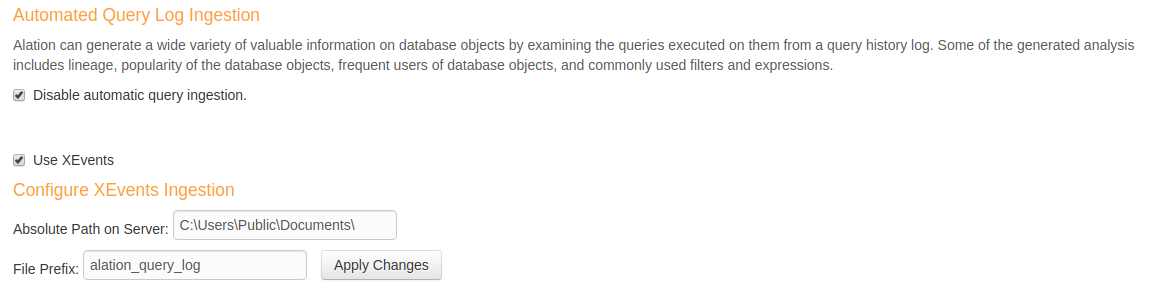 Automated Query Log Ingestion
Alation can generate a wide variety of valuable information on database objects by examining the queries executed on them from a query history log. Some of the generated analysis
includes lineage, popularity of the database objects, frequent users of database objects, and commonly used filters and expressions.
Disable automatic query ingestion.
Use XEvents
Configure XEvents Ingestion
Absolute Path on Server: C:\Users\Public\Documents\
File Prefix: alation_query_log Apply Changes